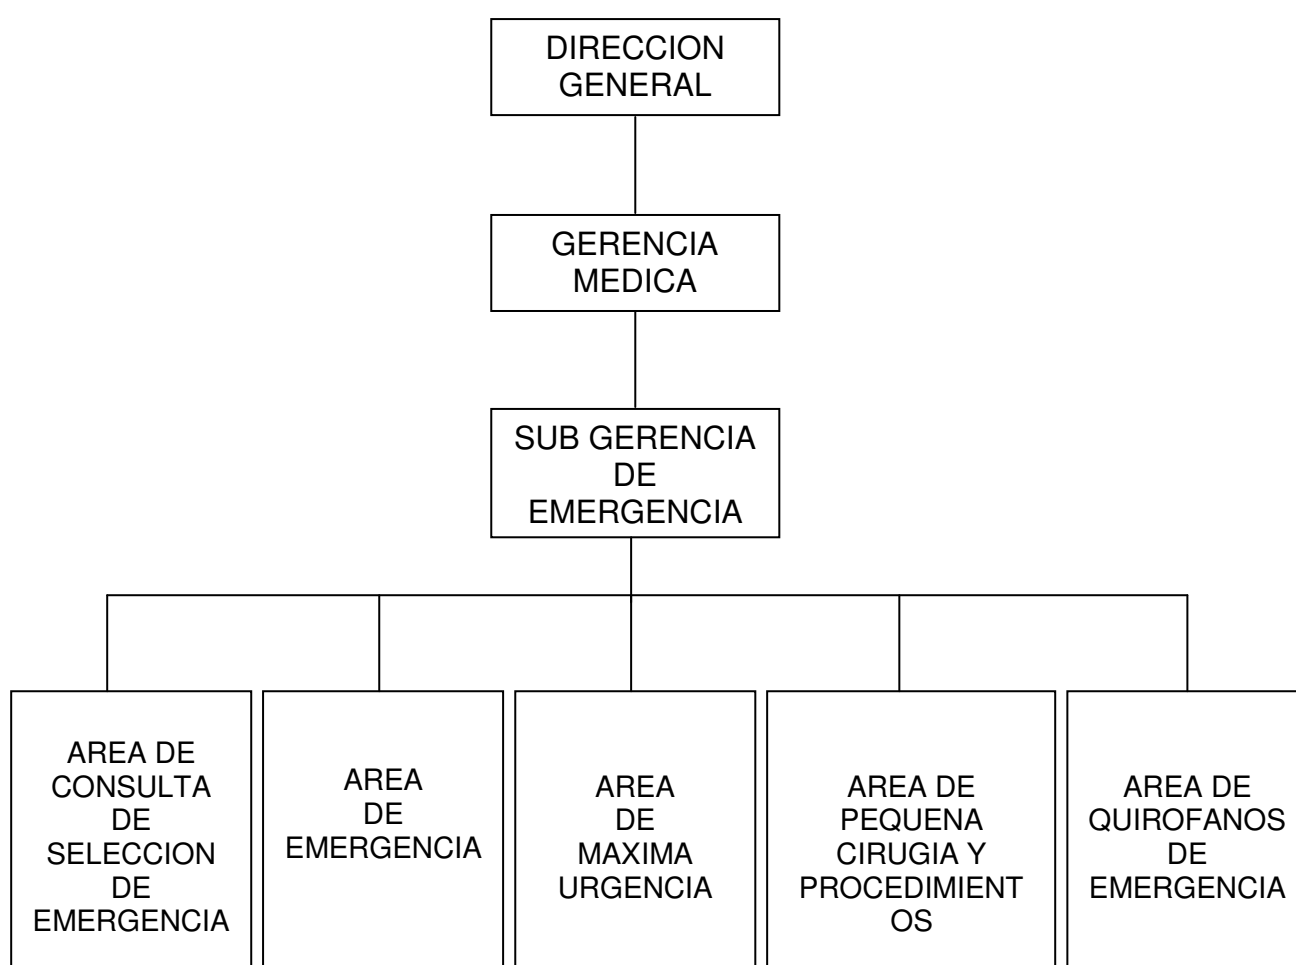 DIRECCION
GENERAL
GERENCIA
MEDICA
SUB GERENCIA
DE
EMERGENCIA
AREA DE
CONSULTA
DE
SELECCION
DE
EMERGENCIA
AREA
DE
EMERGENCIA
AREA
DE
MAXIMA
URGENCIA
AREA DE
PEQUENA
CIRUGIA Y
PROCEDIMIENT
OS
AREA DE
QUIROFANOS
DE
EMERGENCIA